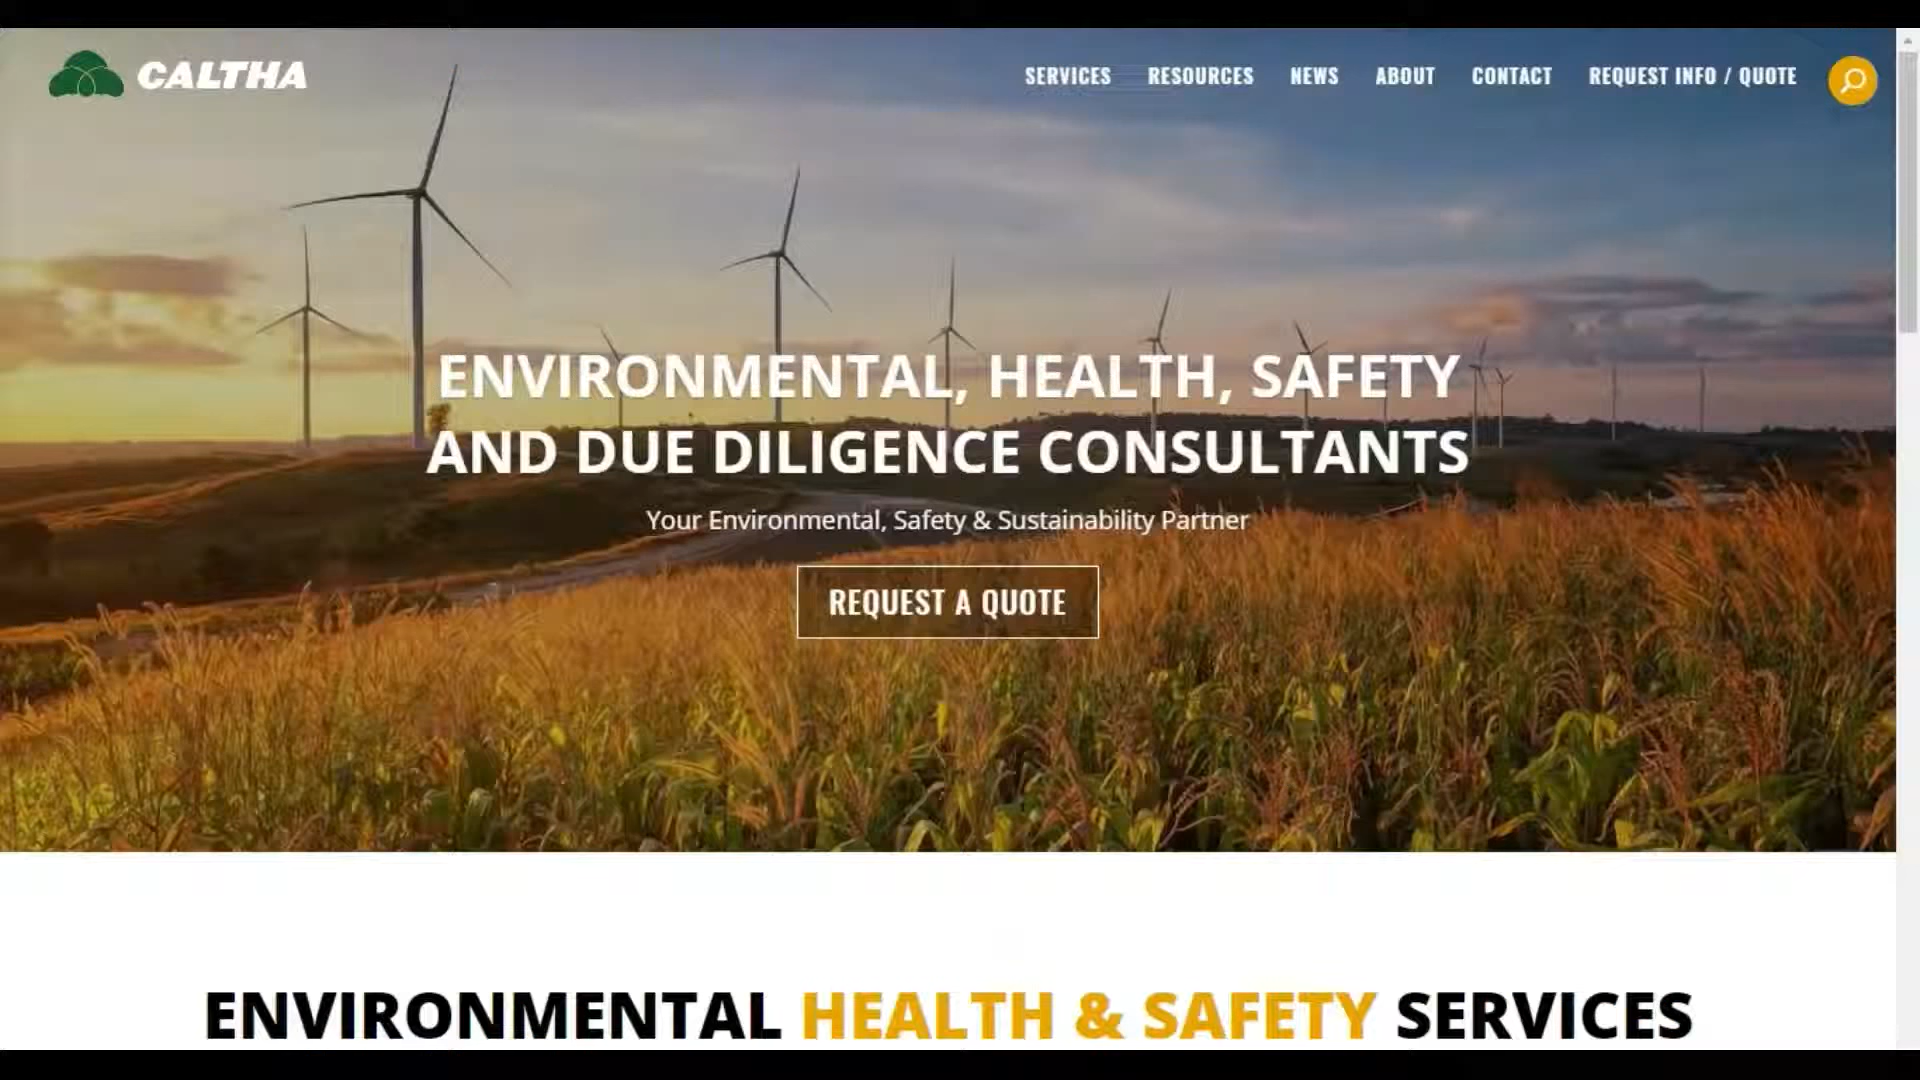 CALTHA
SERVICES RESOURCES NEWS ABOUT CONTACT REQUEST INFO / QUOTE
ENVIRONMENTAL, HEALTH, SAFETY
AND DUE DILIGENCE CONSULTANTS
Your Environmental, Safety & Sustainability Partner
REQUEST A QUOTE
ENVIRONMENTAL HEALTH & SAFETY SERVICES